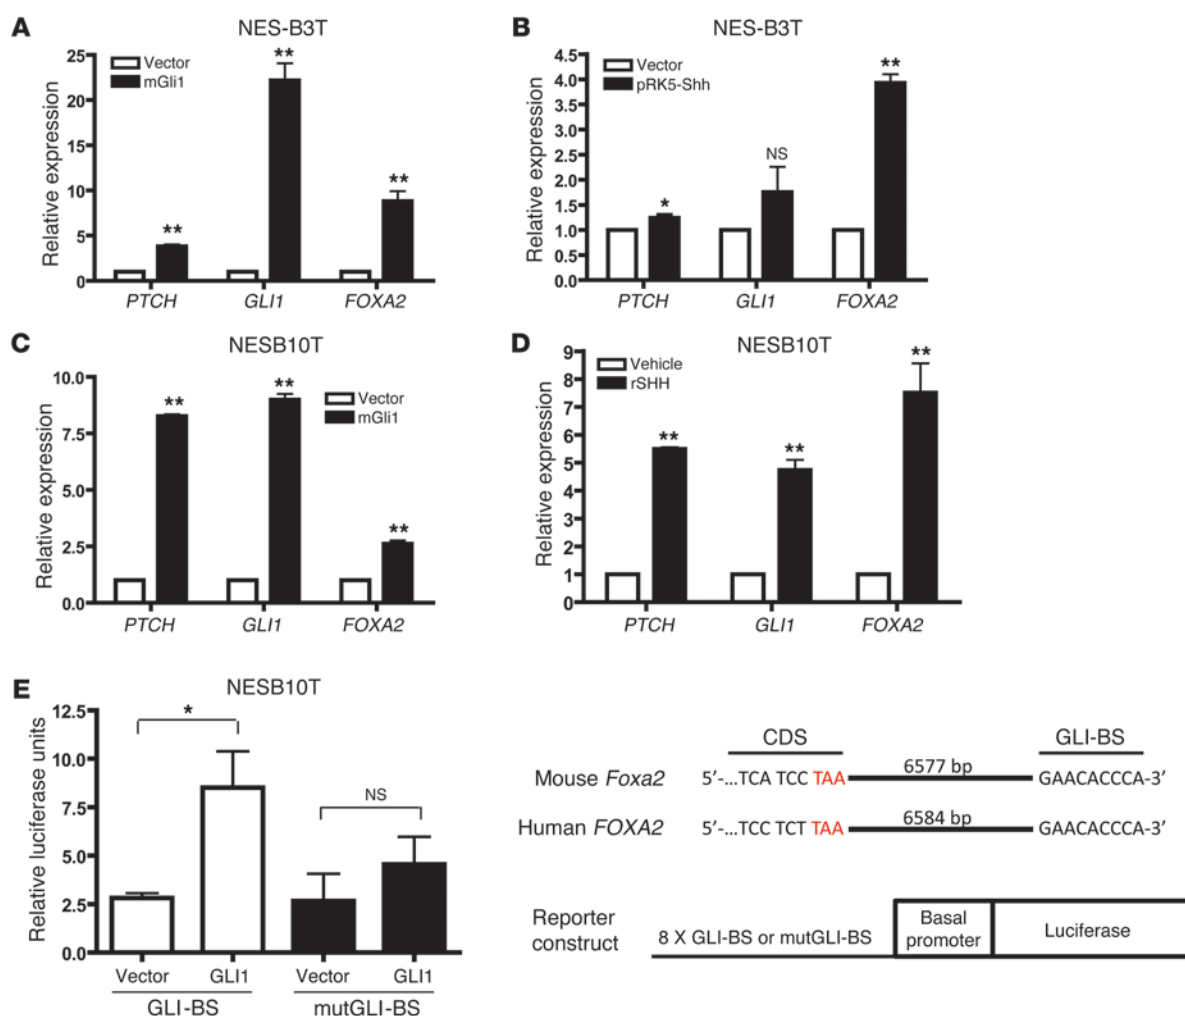 A
NES-B3T
Vector
mGli1
Relative expression
25
20
15
10
5
0
**
**
**
PTCH
GLI1
FOXA2
B
NES-B3T
Vector
pRK5-Shh
Relative expression
4.5
4.0
3.5
3.0
2.5
2.0
1.5
1.0
0.5
0.0
*
NS
**
PTCH
GLI1
FOXA2
C
NESB10T
Vector
mGli1
Relative expression
10.0
7.5
5.0
2.5
0.0
**
**
**
PTCH
GLI1
FOXA2
D
NESB10T
Vehicle
rSHH
Relative expression
9
8
7
6
5
4
3
2
1
0
**
**
**
PTCH
GLI1
FOXA2
E
NESB10T
Relative luciferase units
12.5
10.0
7.5
5.0
2.5
0.0
*
NS
Vector GLI1 Vector GLI1
GLI-BS mutGLI-BS
CDS GLI-BS
Mouse Foxa2 5’-...TCA TCC TAA 6577 bp GAACACCCA-3’
Human FOXA2 5’-...TCC TCT TAA 6584 bp GAACACCCA-3’
Reporter
construct
8 X GLI-BS or mutGLI-BS
Basal
promoter
Luciferase